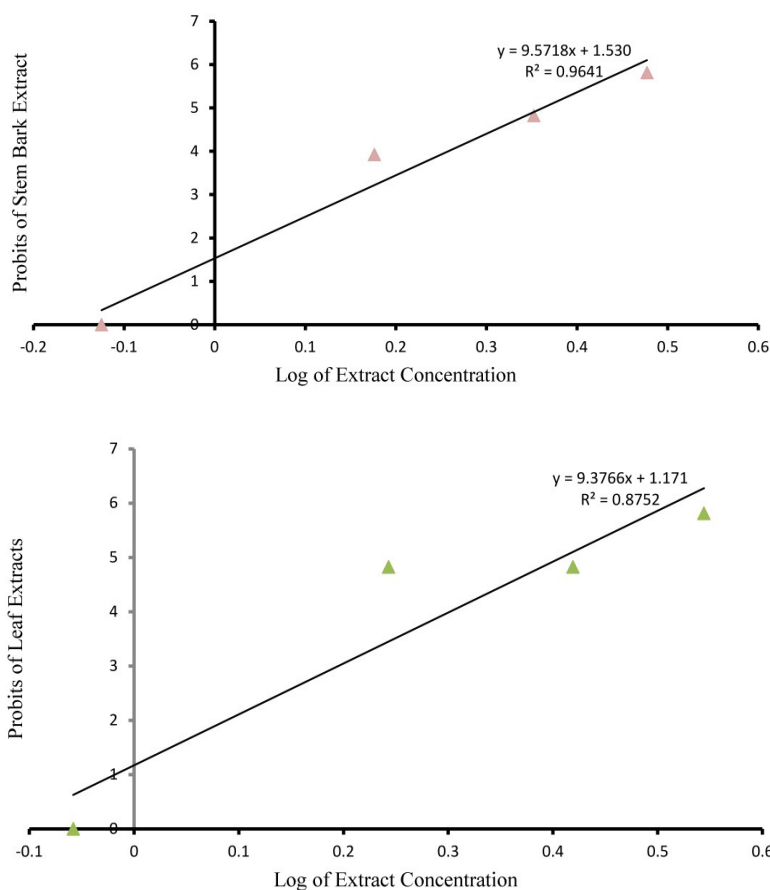 7
y = 9.5718x + 1.530
R² = 0.9641
6
5
4
3
2
1
0
Probits of Stem Bark Extract
-0.2 -0.1 0 0.1 0.2 0.3 0.4 0.5 0.6
Log of Extract Concentration
7
y = 9.3766x + 1.171
R² = 0.8752
6
5
4
3
2
1
0
Probits of Leaf Extracts
-0.1 0 0.1 0.2 0.3 0.4 0.5 0.6
Log of Extract Concentration